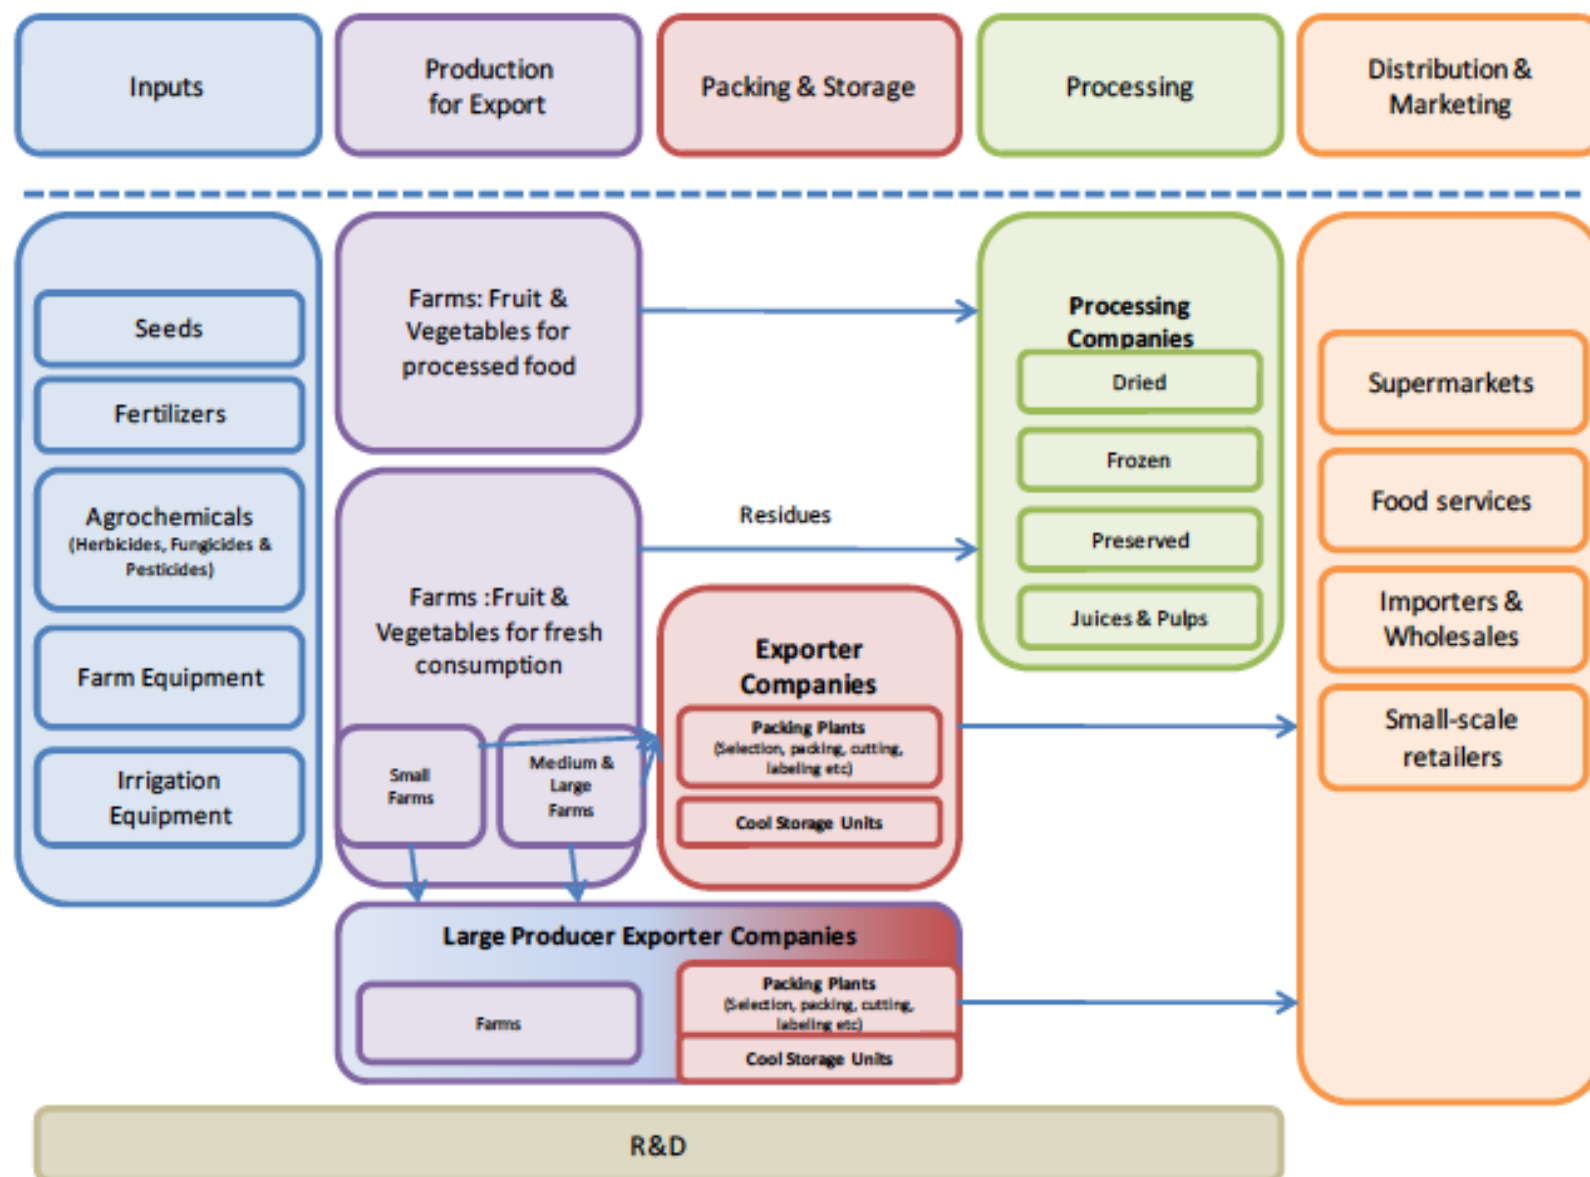 Inputs
Production
for Export
Packing & Storage
Processing
Distribution &
Marketing
Seeds
Fertilizers
Agrochemicals
(Herbicides, Fungicides &
Pesticides)
Farm Equipment
Irrigation
Equipment
Farms: Fruit &
Vegetables for
processed food
Residues
Farms :Fruit &
Vegetables for fresh
consumption
Small
Farms
Medium &
Large
Farms
Exporter
Companies
Packing Plants
(Selection, packing, cutting,
labeling etc)
Cool Storage Units
Processing
Companies
Dried
Frozen
Preserved
Juices & Pulps
Supermarkets
Food services
Importers &
Wholesales
Small-scale
retailers
Large Producer Exporter Companies
Farms
Packing Plants
(Selection, packing, cutting,
labeling etc)
Cool Storage Units
R&D